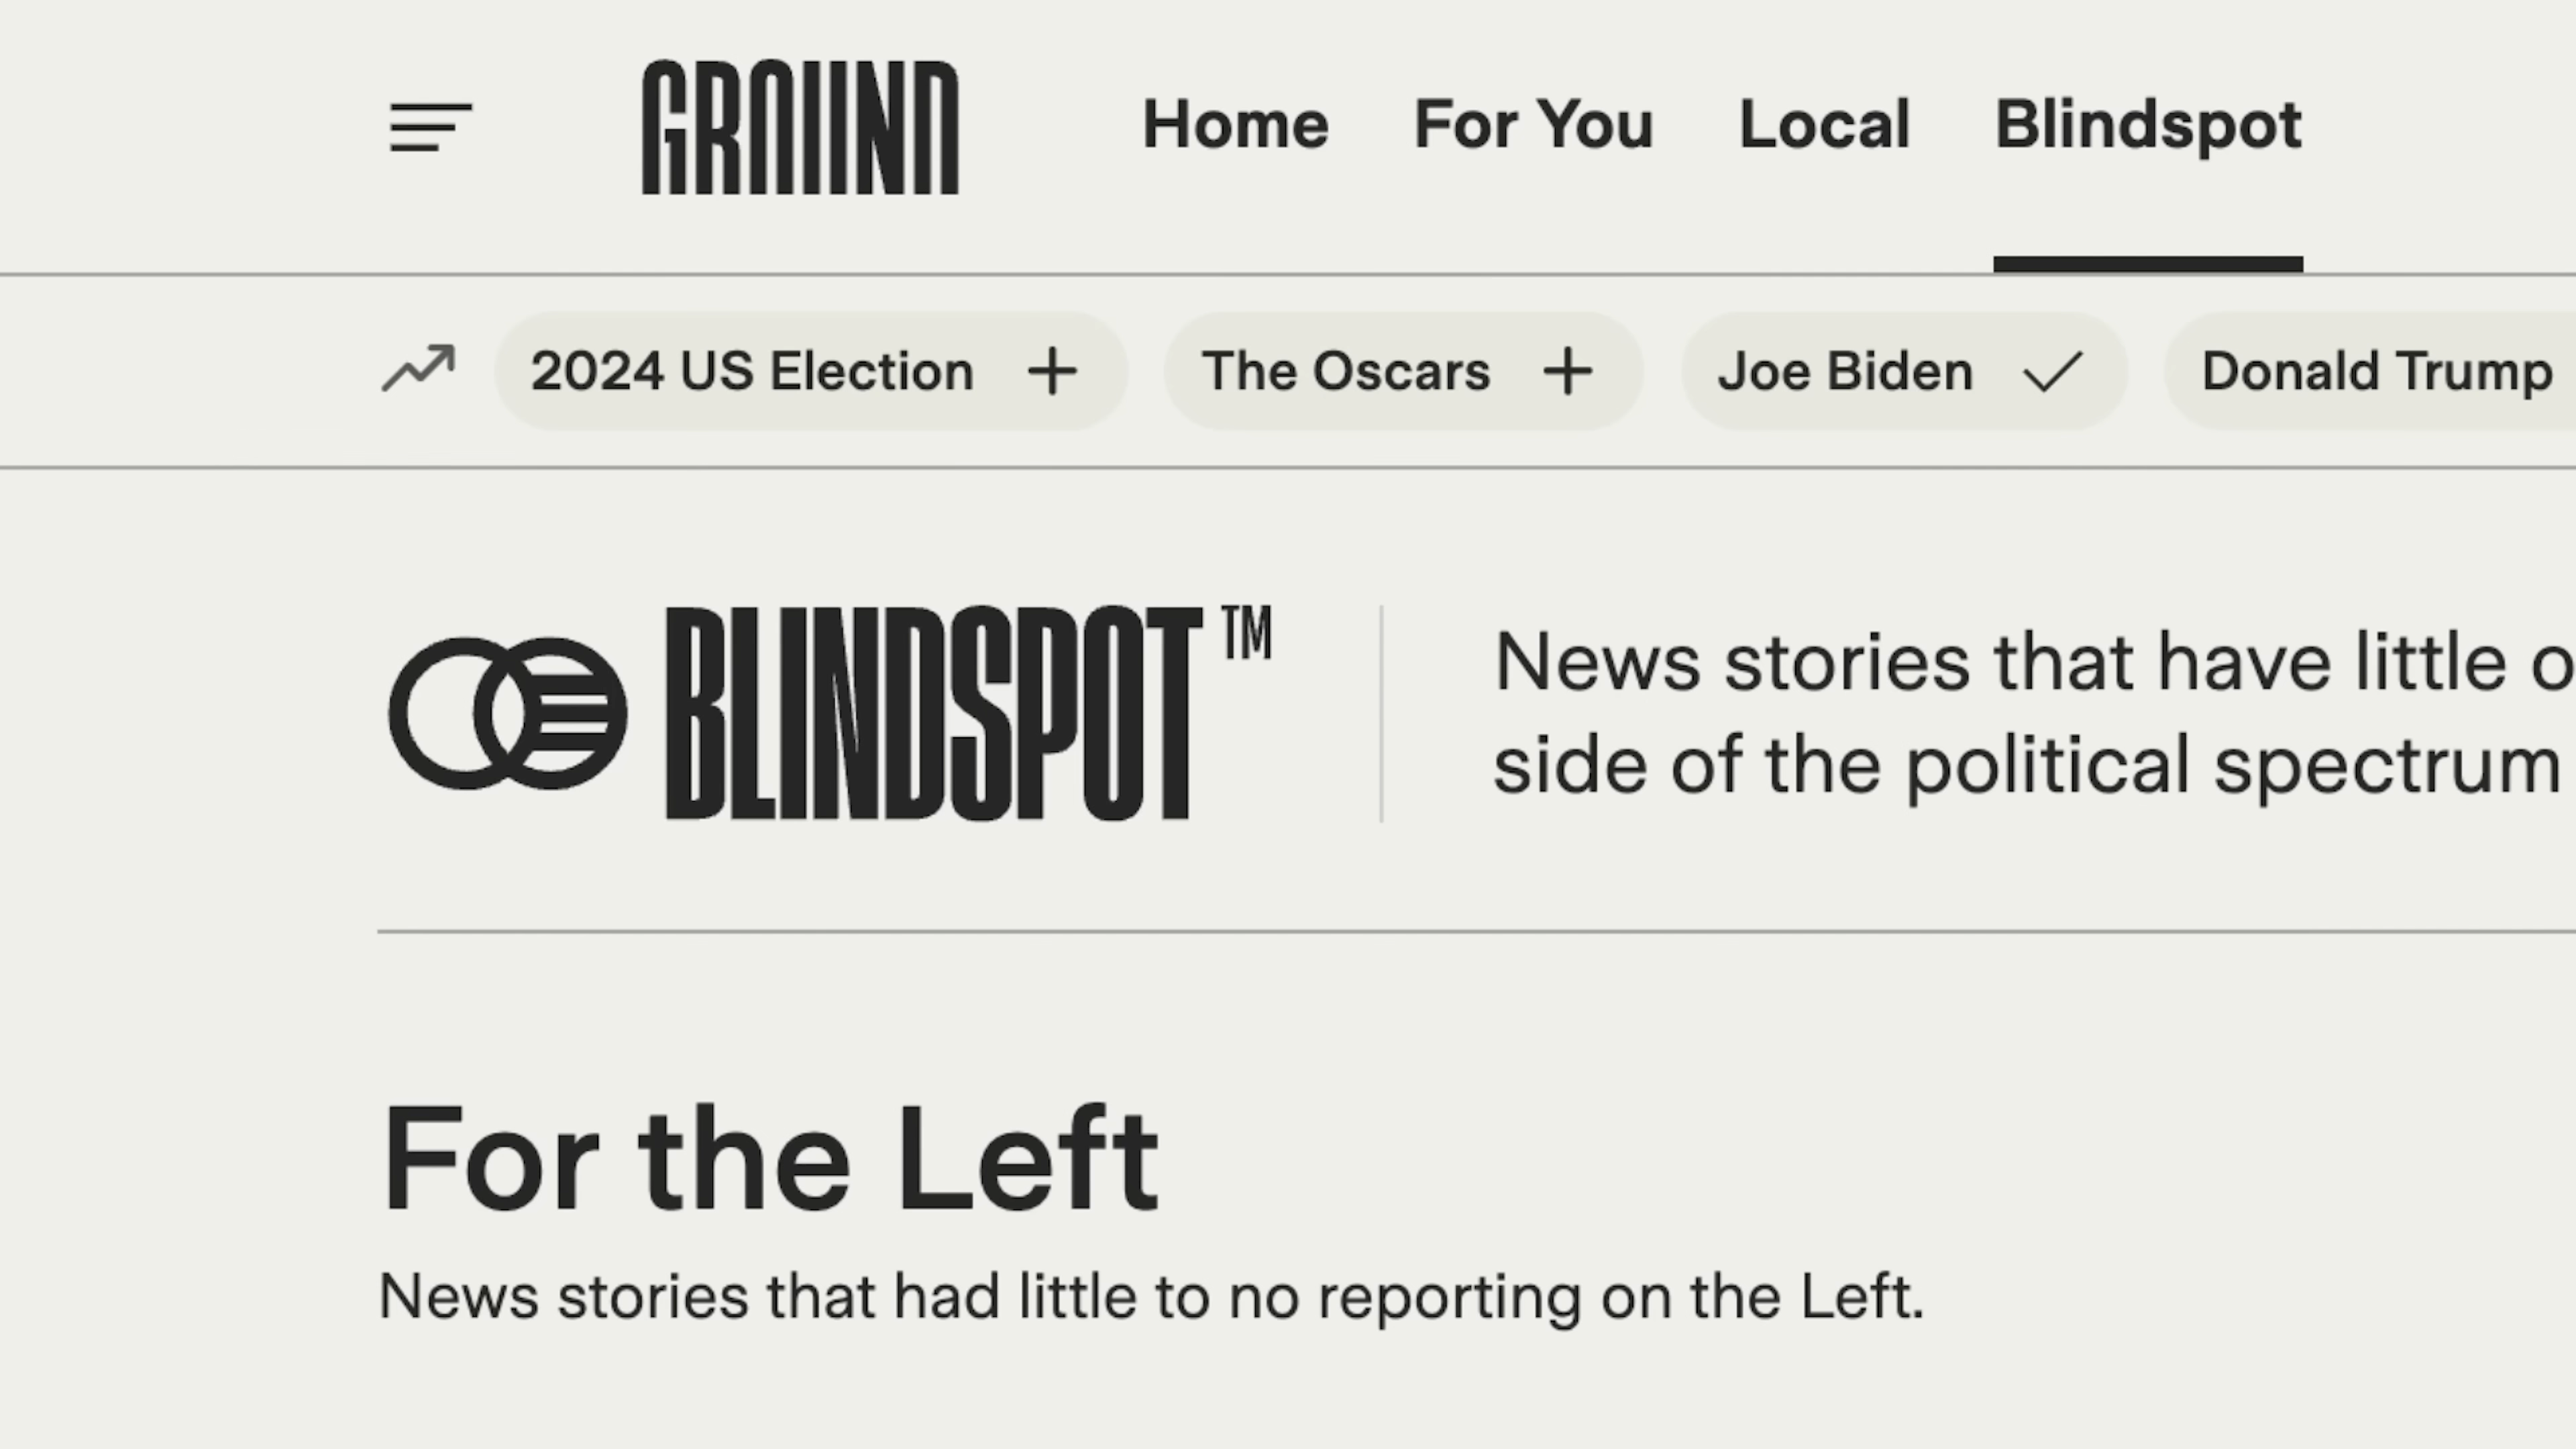 GROUND
Home For You Local Blindspot
2024 US Election + The Oscars + Joe Biden ✓ Donald Trump
BLINDSPOT™
News stories that have little
side of the political spectrum
For the Left
News stories that had little to no reporting on the Left.